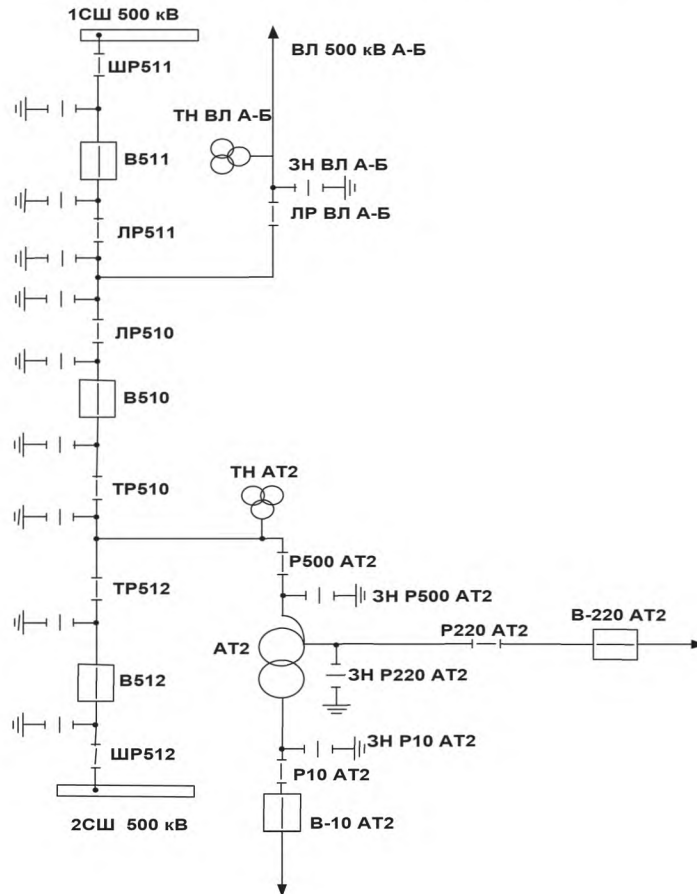 1СШ 500 кВ
ШР511
ВЛ 500 кВ А-Б
ТН ВЛ А-Б
В511
ЗН ВЛ А-Б
ЛР ВЛ А-Б
ЛР511
ЛР510
В510
ТН АТ2
ТР510
Р500 АТ2
ТР512
ЗН Р500 АТ2
В-220 АТ2
Р220 АТ2
АТ2
В512
ЗН Р220 АТ2
ШР512
ЗН Р10 АТ2
Р10 АТ2
2СШ 500 кВ
В-10 АТ2